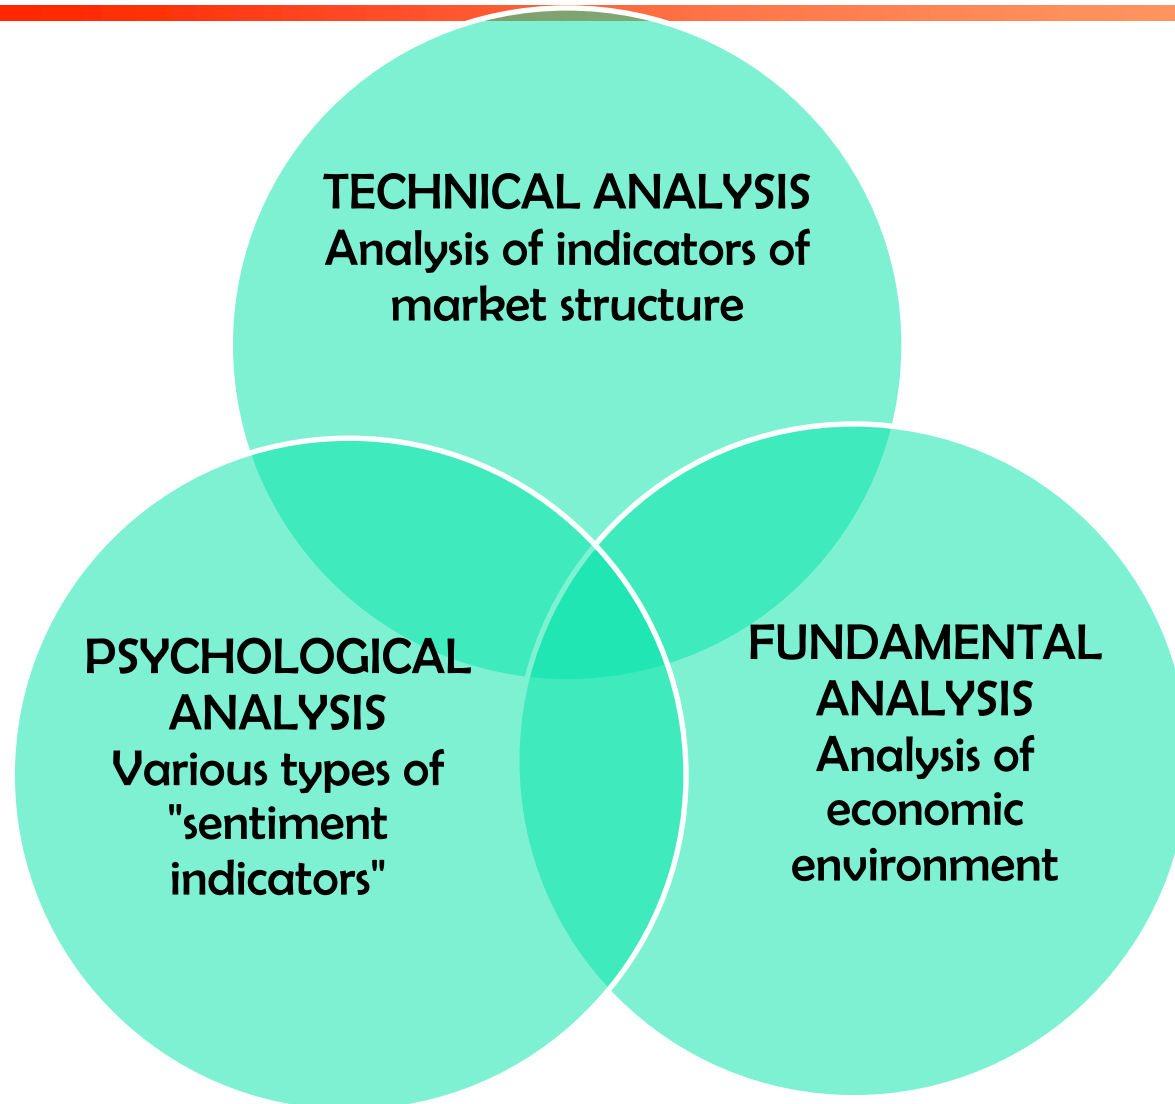 TECHNICAL ANALYSIS
Analysis of indicators of
market structure
PSYCHOLOGICAL
ANALYSIS
Various types of
"sentiment
indicators"
FUNDAMENTAL
ANALYSIS
Analysis of
economic
environment